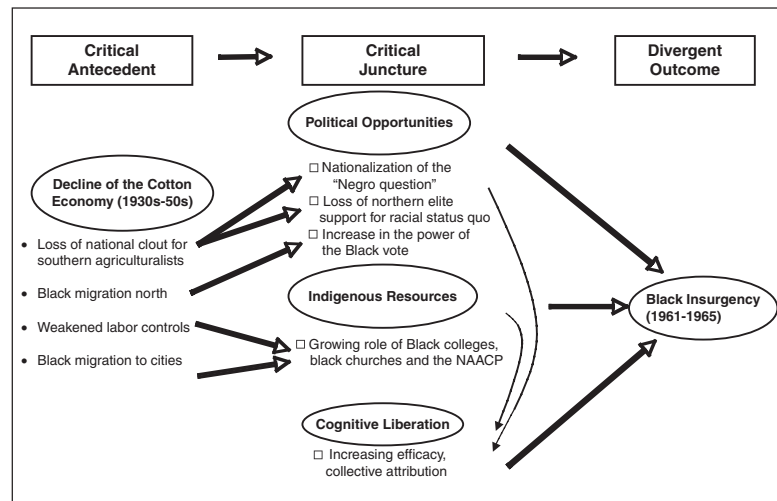 Critical
Antecedent
Critical
Juncture
Divergent
Outcome
Political Opportunities
□ Nationalization of the
“Negro question”
□ Loss of northern elite
support for racial status quo
□ Increase in the power of
the Black vote
Decline of the Cotton
Economy (1930s-50s)
• Loss of national clout for
southern agriculturalists
• Black migration north
• Weakened labor controls
• Black migration to cities
Indigenous Resources
□ Growing role of Black colleges,
black churches and the NAACP
Cognitive Liberation
□ Increasing efficacy,
collective attribution
Black Insurgency
(1961-1965)